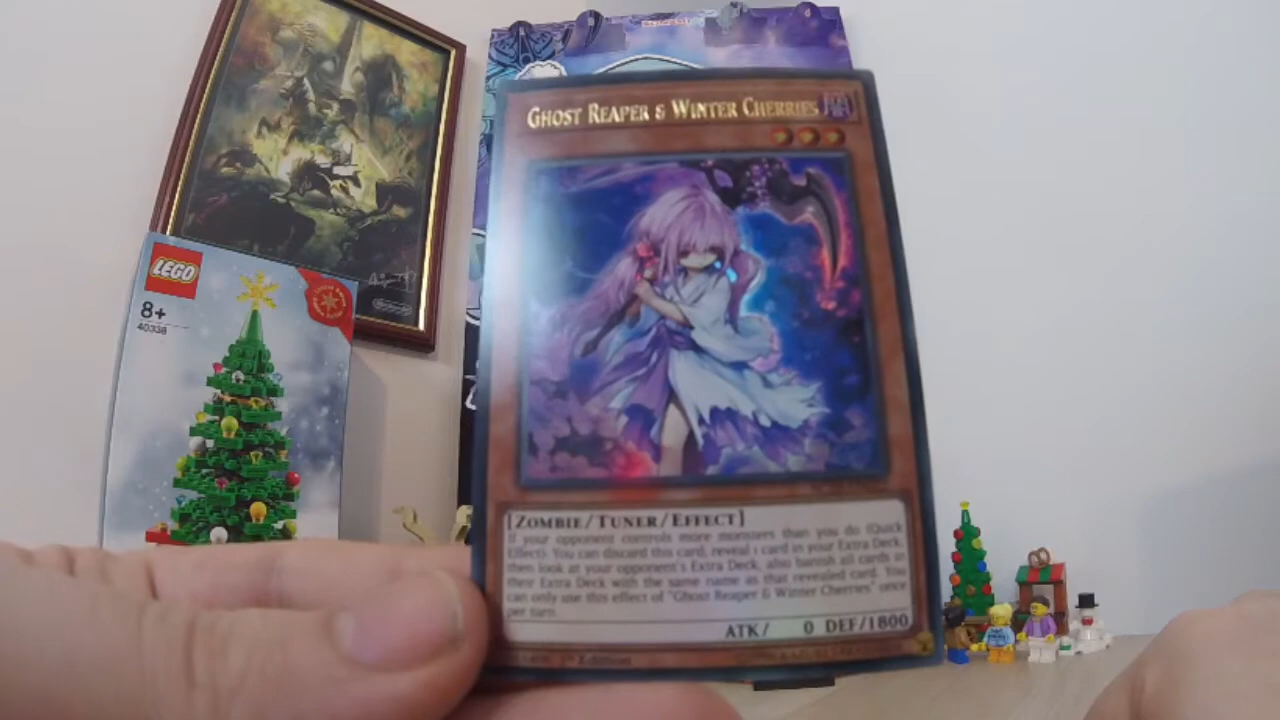 GHOST REAPER & WINTER CHERRIES
LEGO
8+
40338
[ZOMBIE/TUNER/EFFECT]
If your opponent controls more monsters than you do (Quick
Effect): You can discard this card, reveal 1 card in your Extra Deck,
then look at your opponent's Extra Deck, also banish all cards in
their Extra Deck with the same name as that revealed card. You
can only use this effect of "Ghost Reaper & Winter Cherries" once
per turn.
ATK/ 0 DEF/1800
1st Edition